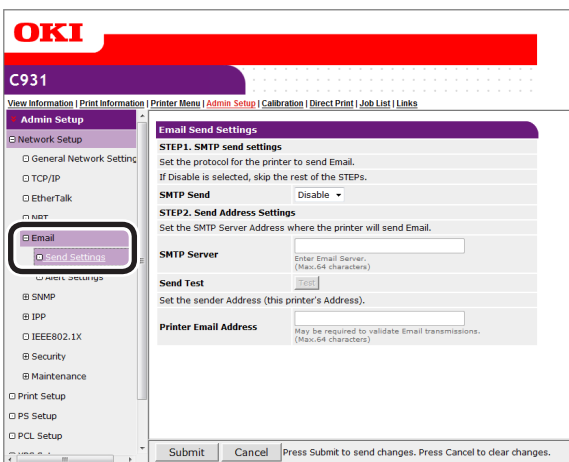 OKI
C931
View Information | Print Information | Printer Menu | Admin Setup | Calibration | Direct Print | Job List | Links
Admin Setup
Network Setup
General Network Setting
TCP/IP
EtherTalk
NBT
Email
Send Settings
Alert Settings
SNMP
IPP
IEEE802.1X
Security
Maintenance
Print Setup
PS Setup
PCL Setup
Email Send Settings
STEP1. SMTP send settings
Set the protocol for the printer to send Email.
If Disable is selected, skip the rest of the STEPs.
SMTP Send Disable
STEP2. Send Address Settings
Set the SMTP Server Address where the printer will send Email.
SMTP Server
Enter Email Server.
(Max.64 characters)
Send Test Test
Set the sender Address (this printer's Address).
Printer Email Address
May be required to validate Email transmissions.
(Max.64 characters)
Submit Cancel Press Submit to send changes. Press Cancel to clear changes.